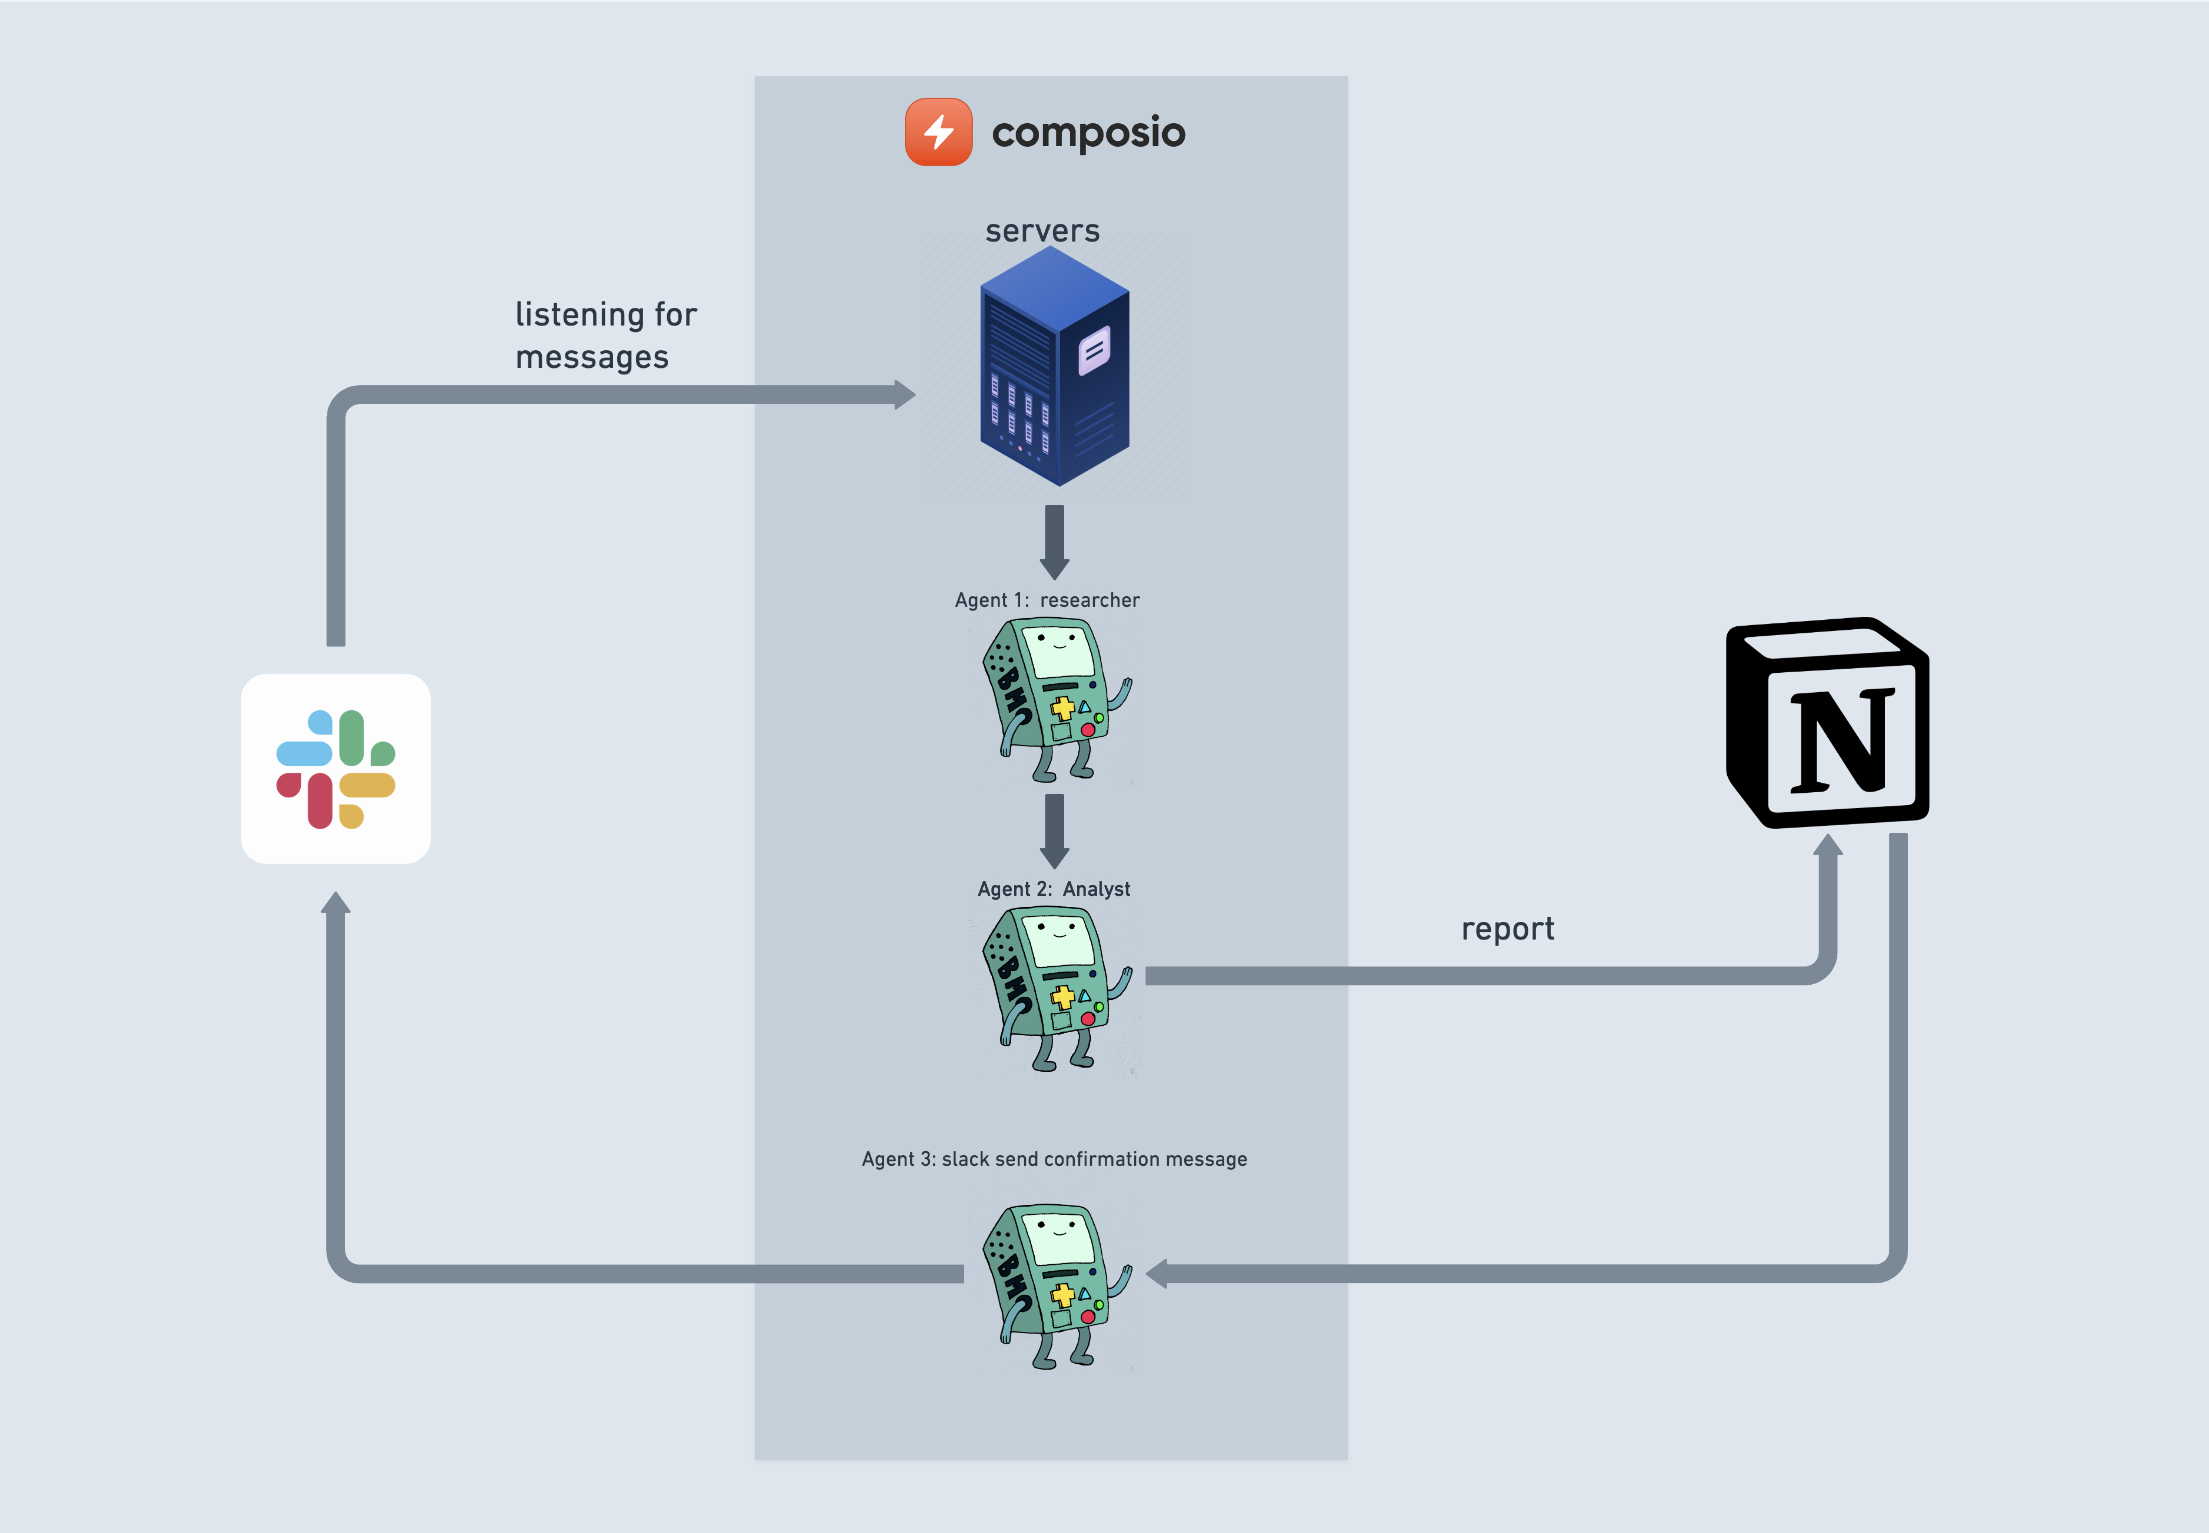 composio
servers
listening for
messages
Agent 1: researcher
BMO
Agent 2: Analyst
BMO
N
report
Agent 3: slack send confirmation message
BMO